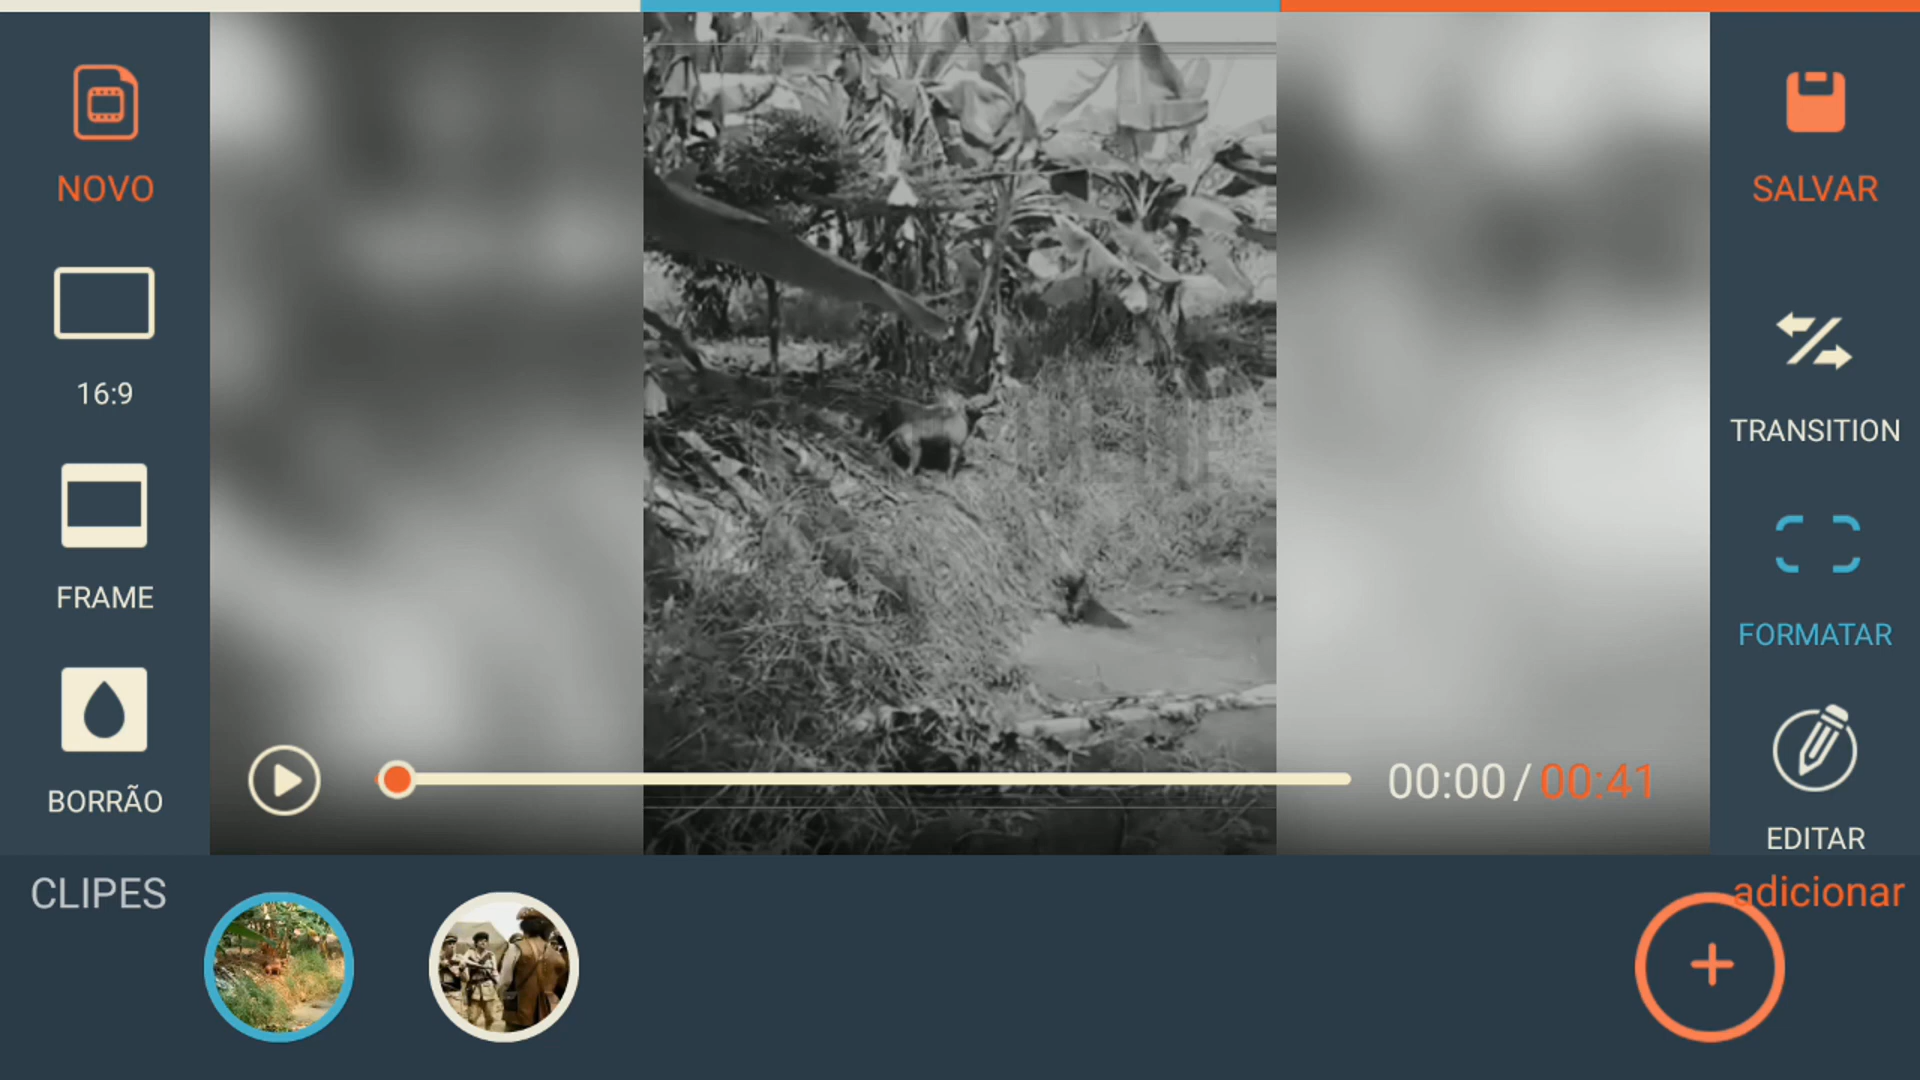 NOVO
16:9
FRAME
BORRÃO
SALVAR
TRANSITION
FORMATAR
EDITAR
00:00 / 00:41
CLIPES
adicionar